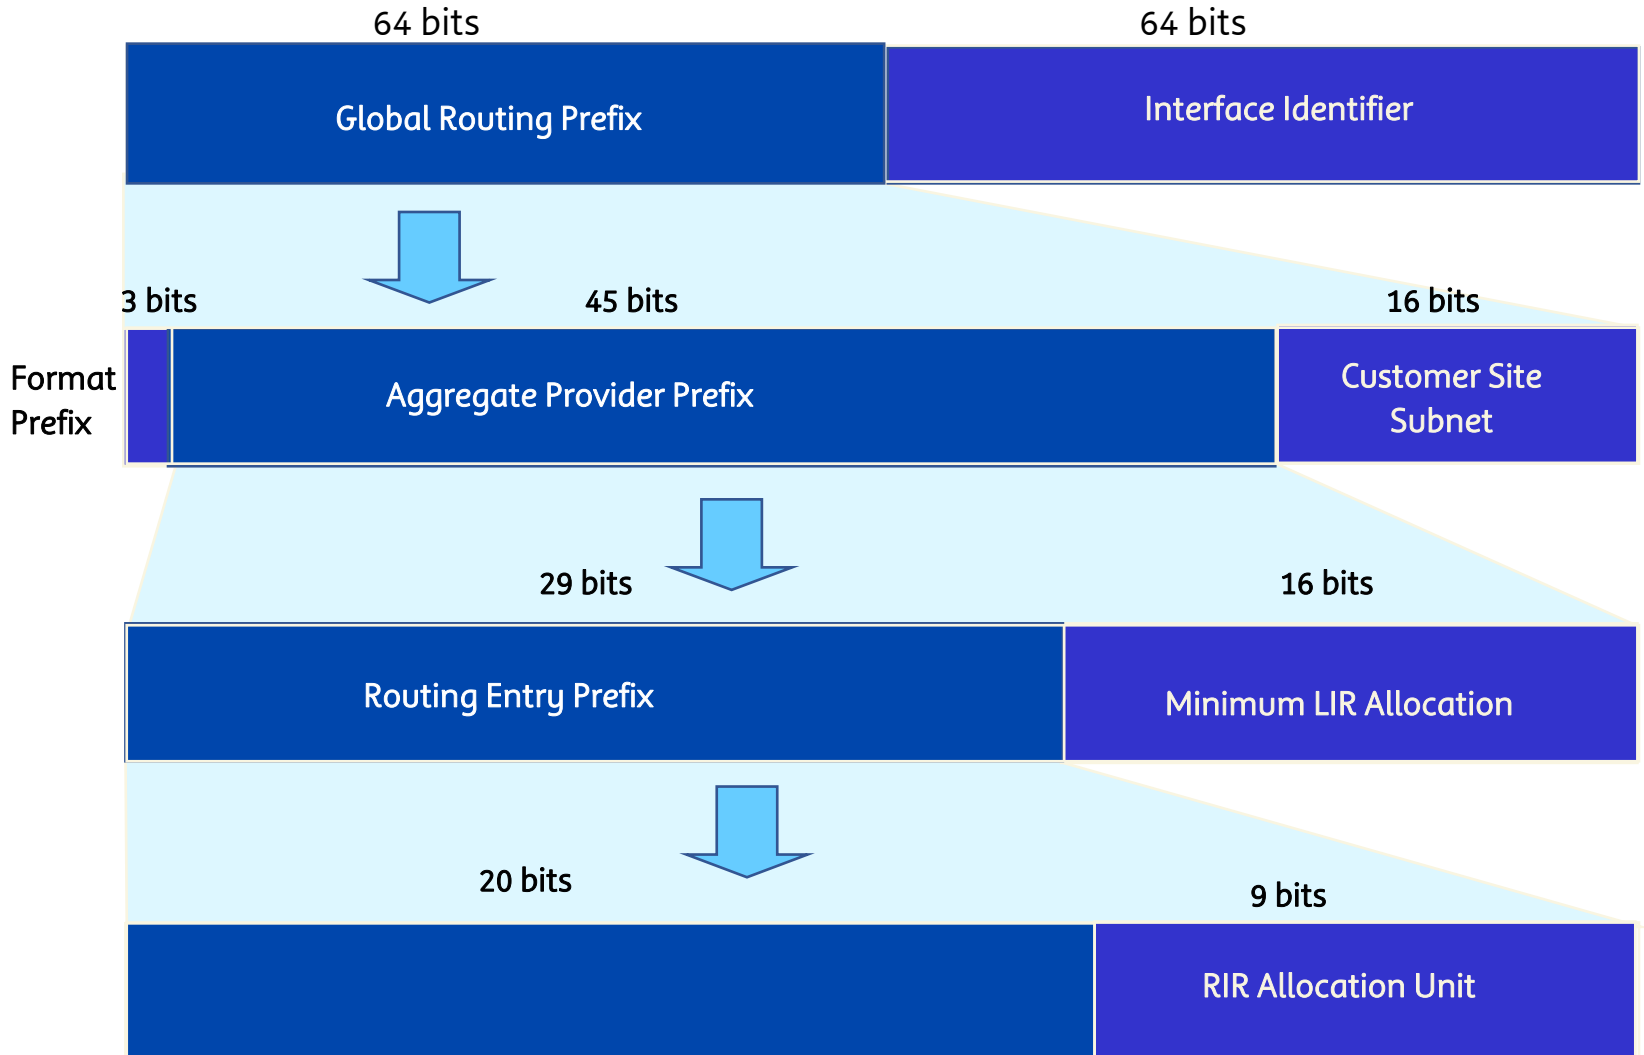 64 bits
64 bits
Global Routing Prefix
Interface Identifier
3 bits
45 bits
16 bits
Format
Prefix
Aggregate Provider Prefix
Customer Site
Subnet
29 bits
16 bits
Routing Entry Prefix
Minimum LIR Allocation
20 bits
9 bits
RIR Allocation Unit